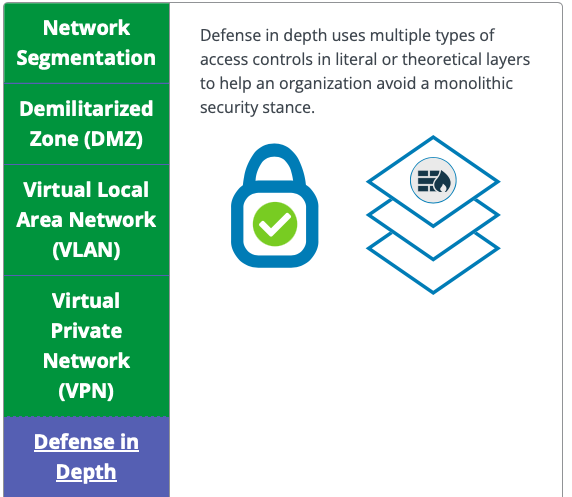 Network
Segmentation
Demilitarized
Zone (DMZ)
Virtual Local
Area Network
(VLAN)
Virtual
Private
Network
(VPN)
Defense in
Depth
Defense in depth uses multiple types of
access controls in literal or theoretical layers
to help an organization avoid a monolithic
security stance.